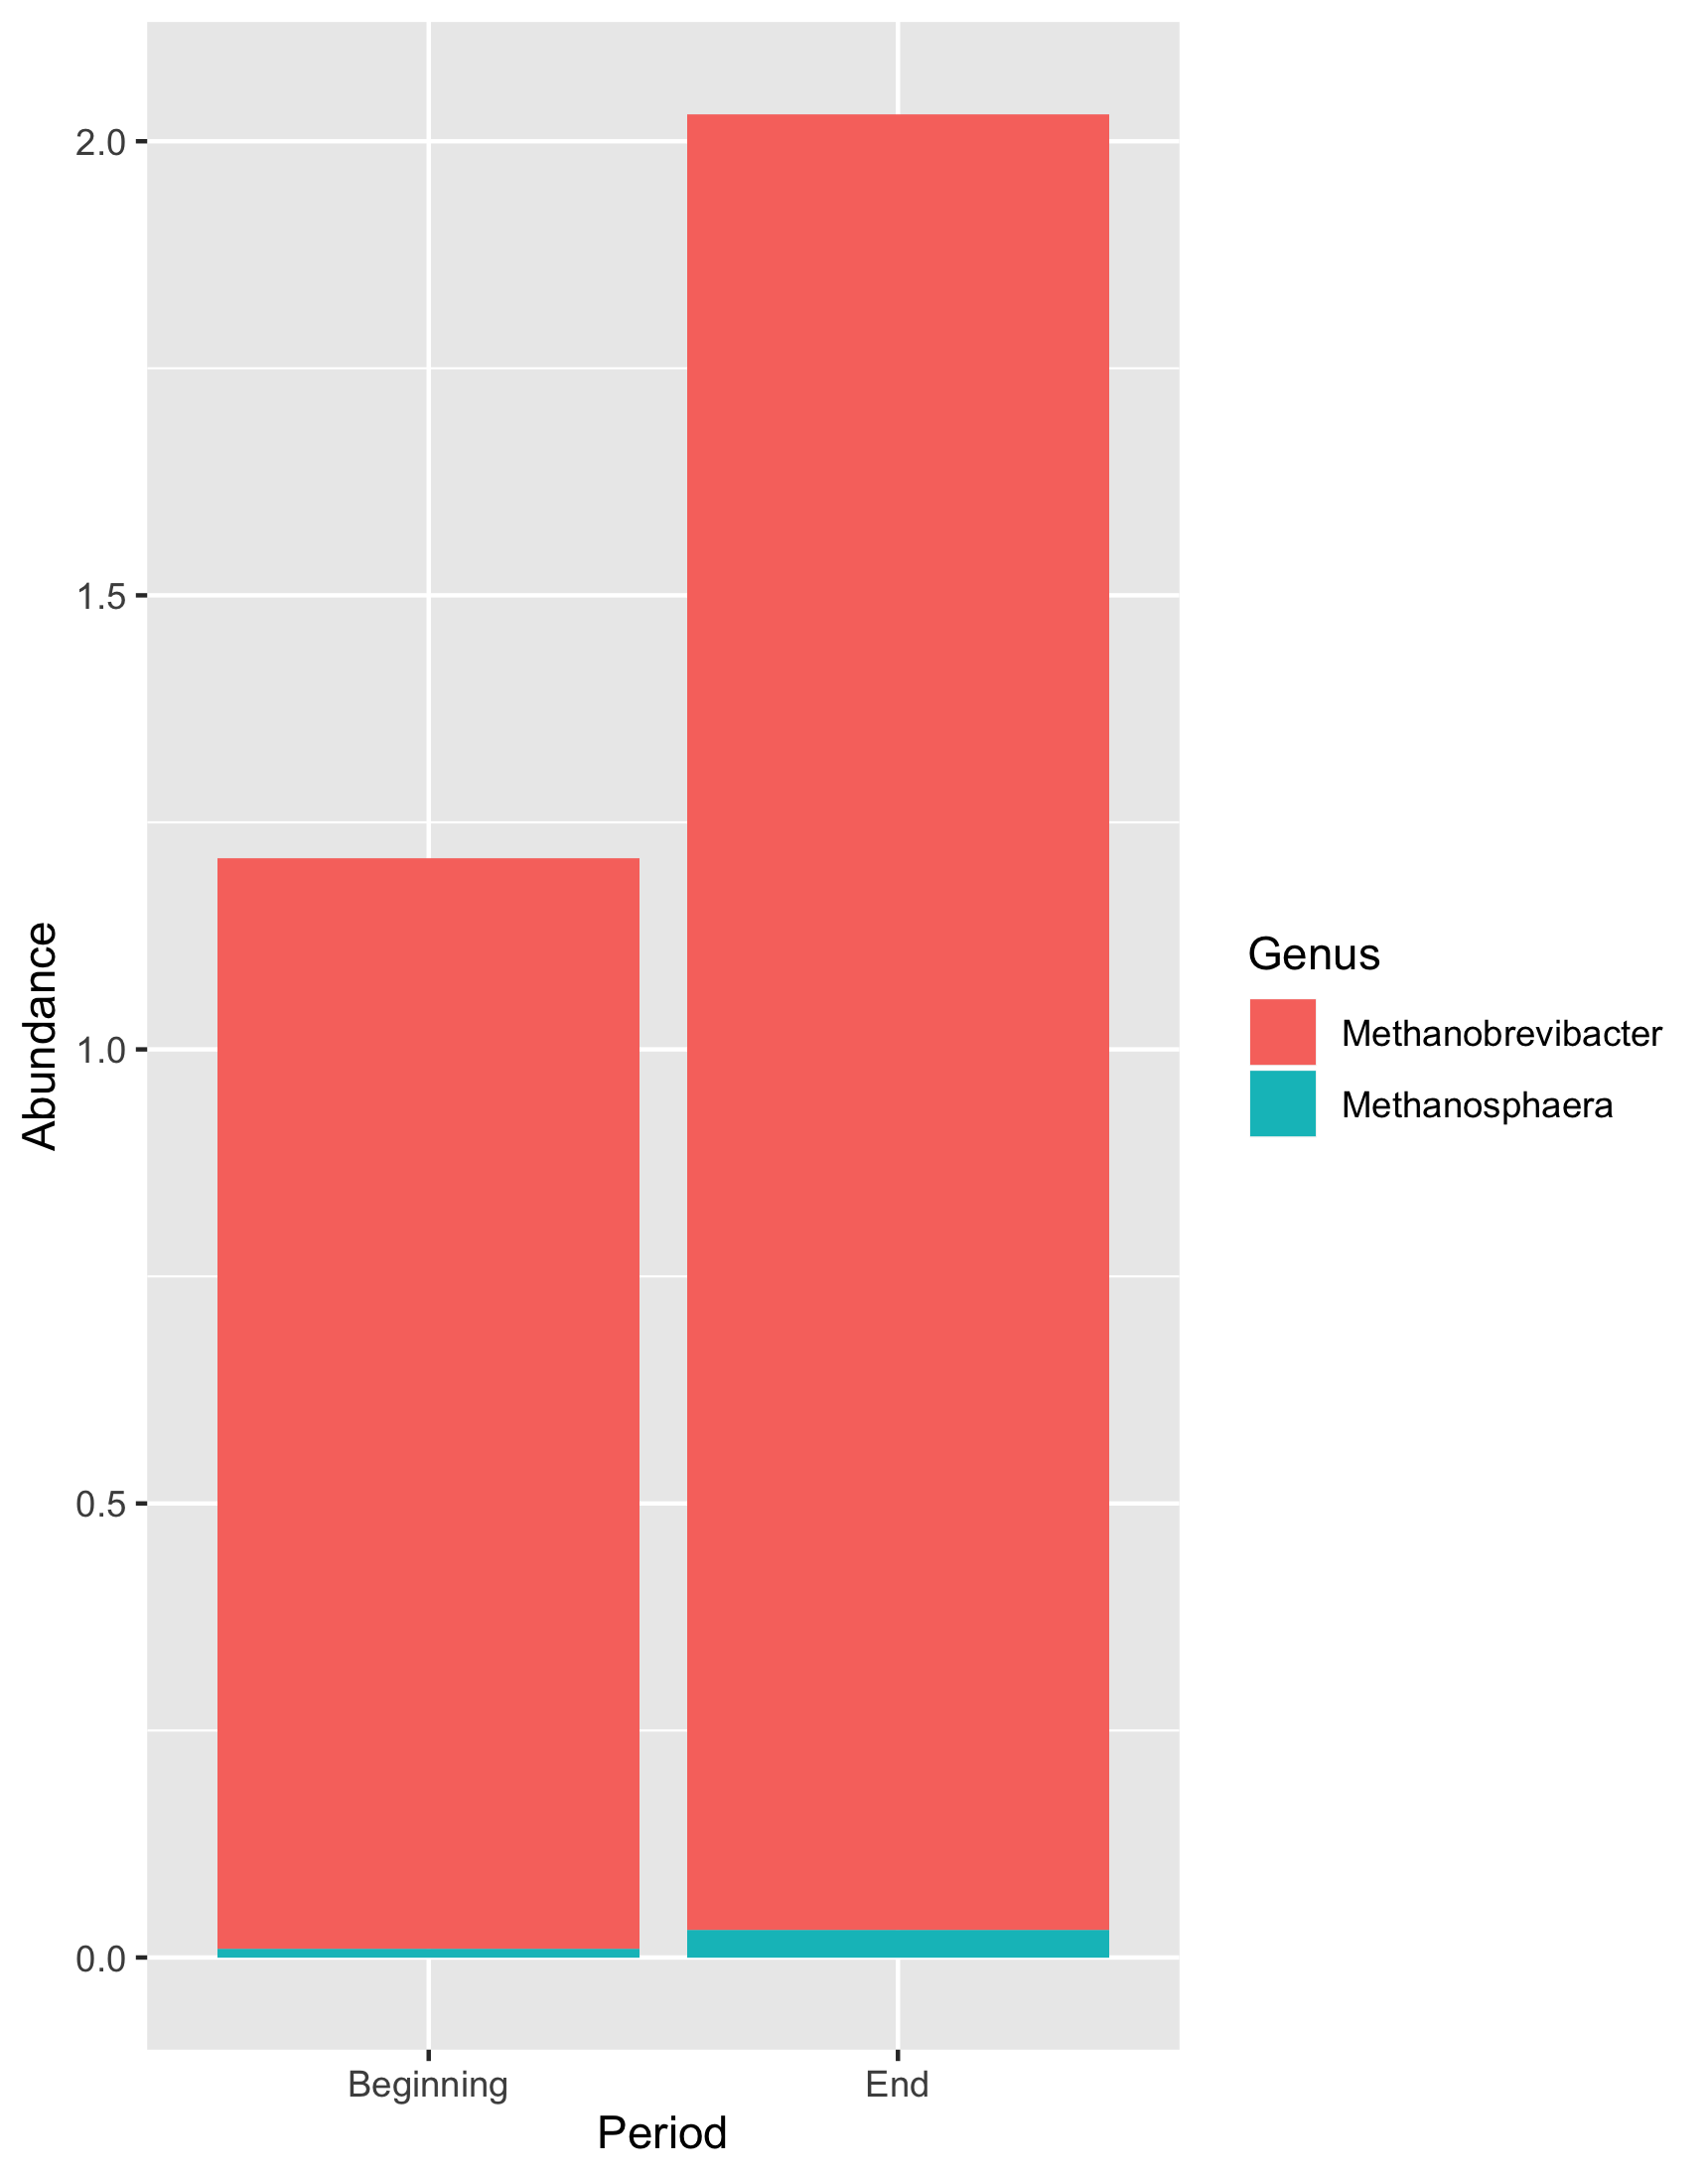 2.0
1.5
1.0
0.5
0.0
Abundance
Beginning
End
Period
Genus
Methanobrevibacter
Methanosphaera